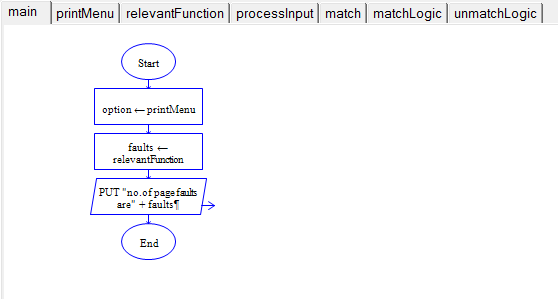 main printMenu relevantFunction processInput match matchLogic unmatchLogic
Start
option ← printMenu
faults ←
relevantFunction
PUT "no. of page faults
are" + faults¶
End